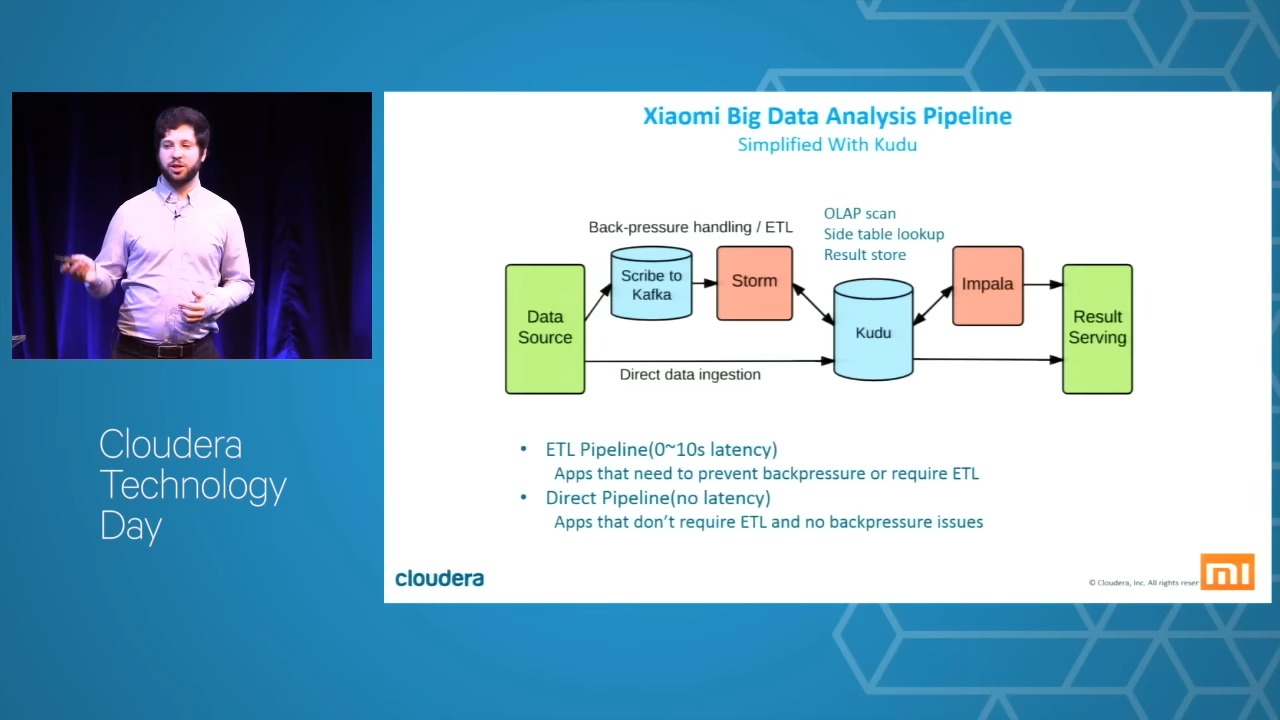 Cloudera
Technology
Day
Xiaomi Big Data Analysis Pipeline
Simplified With Kudu
Back-pressure handling / ETL
OLAP scan
Side table lookup
Result store
Data
Source
Scribe to
Kafka
Storm
Kudu
Impala
Result
Serving
Direct data ingestion
• ETL Pipeline(0~10s latency)
Apps that need to prevent backpressure or require ETL
• Direct Pipeline(no latency)
Apps that don't require ETL and no backpressure issues
cloudera
© Cloudera, Inc. All rights reser
mi